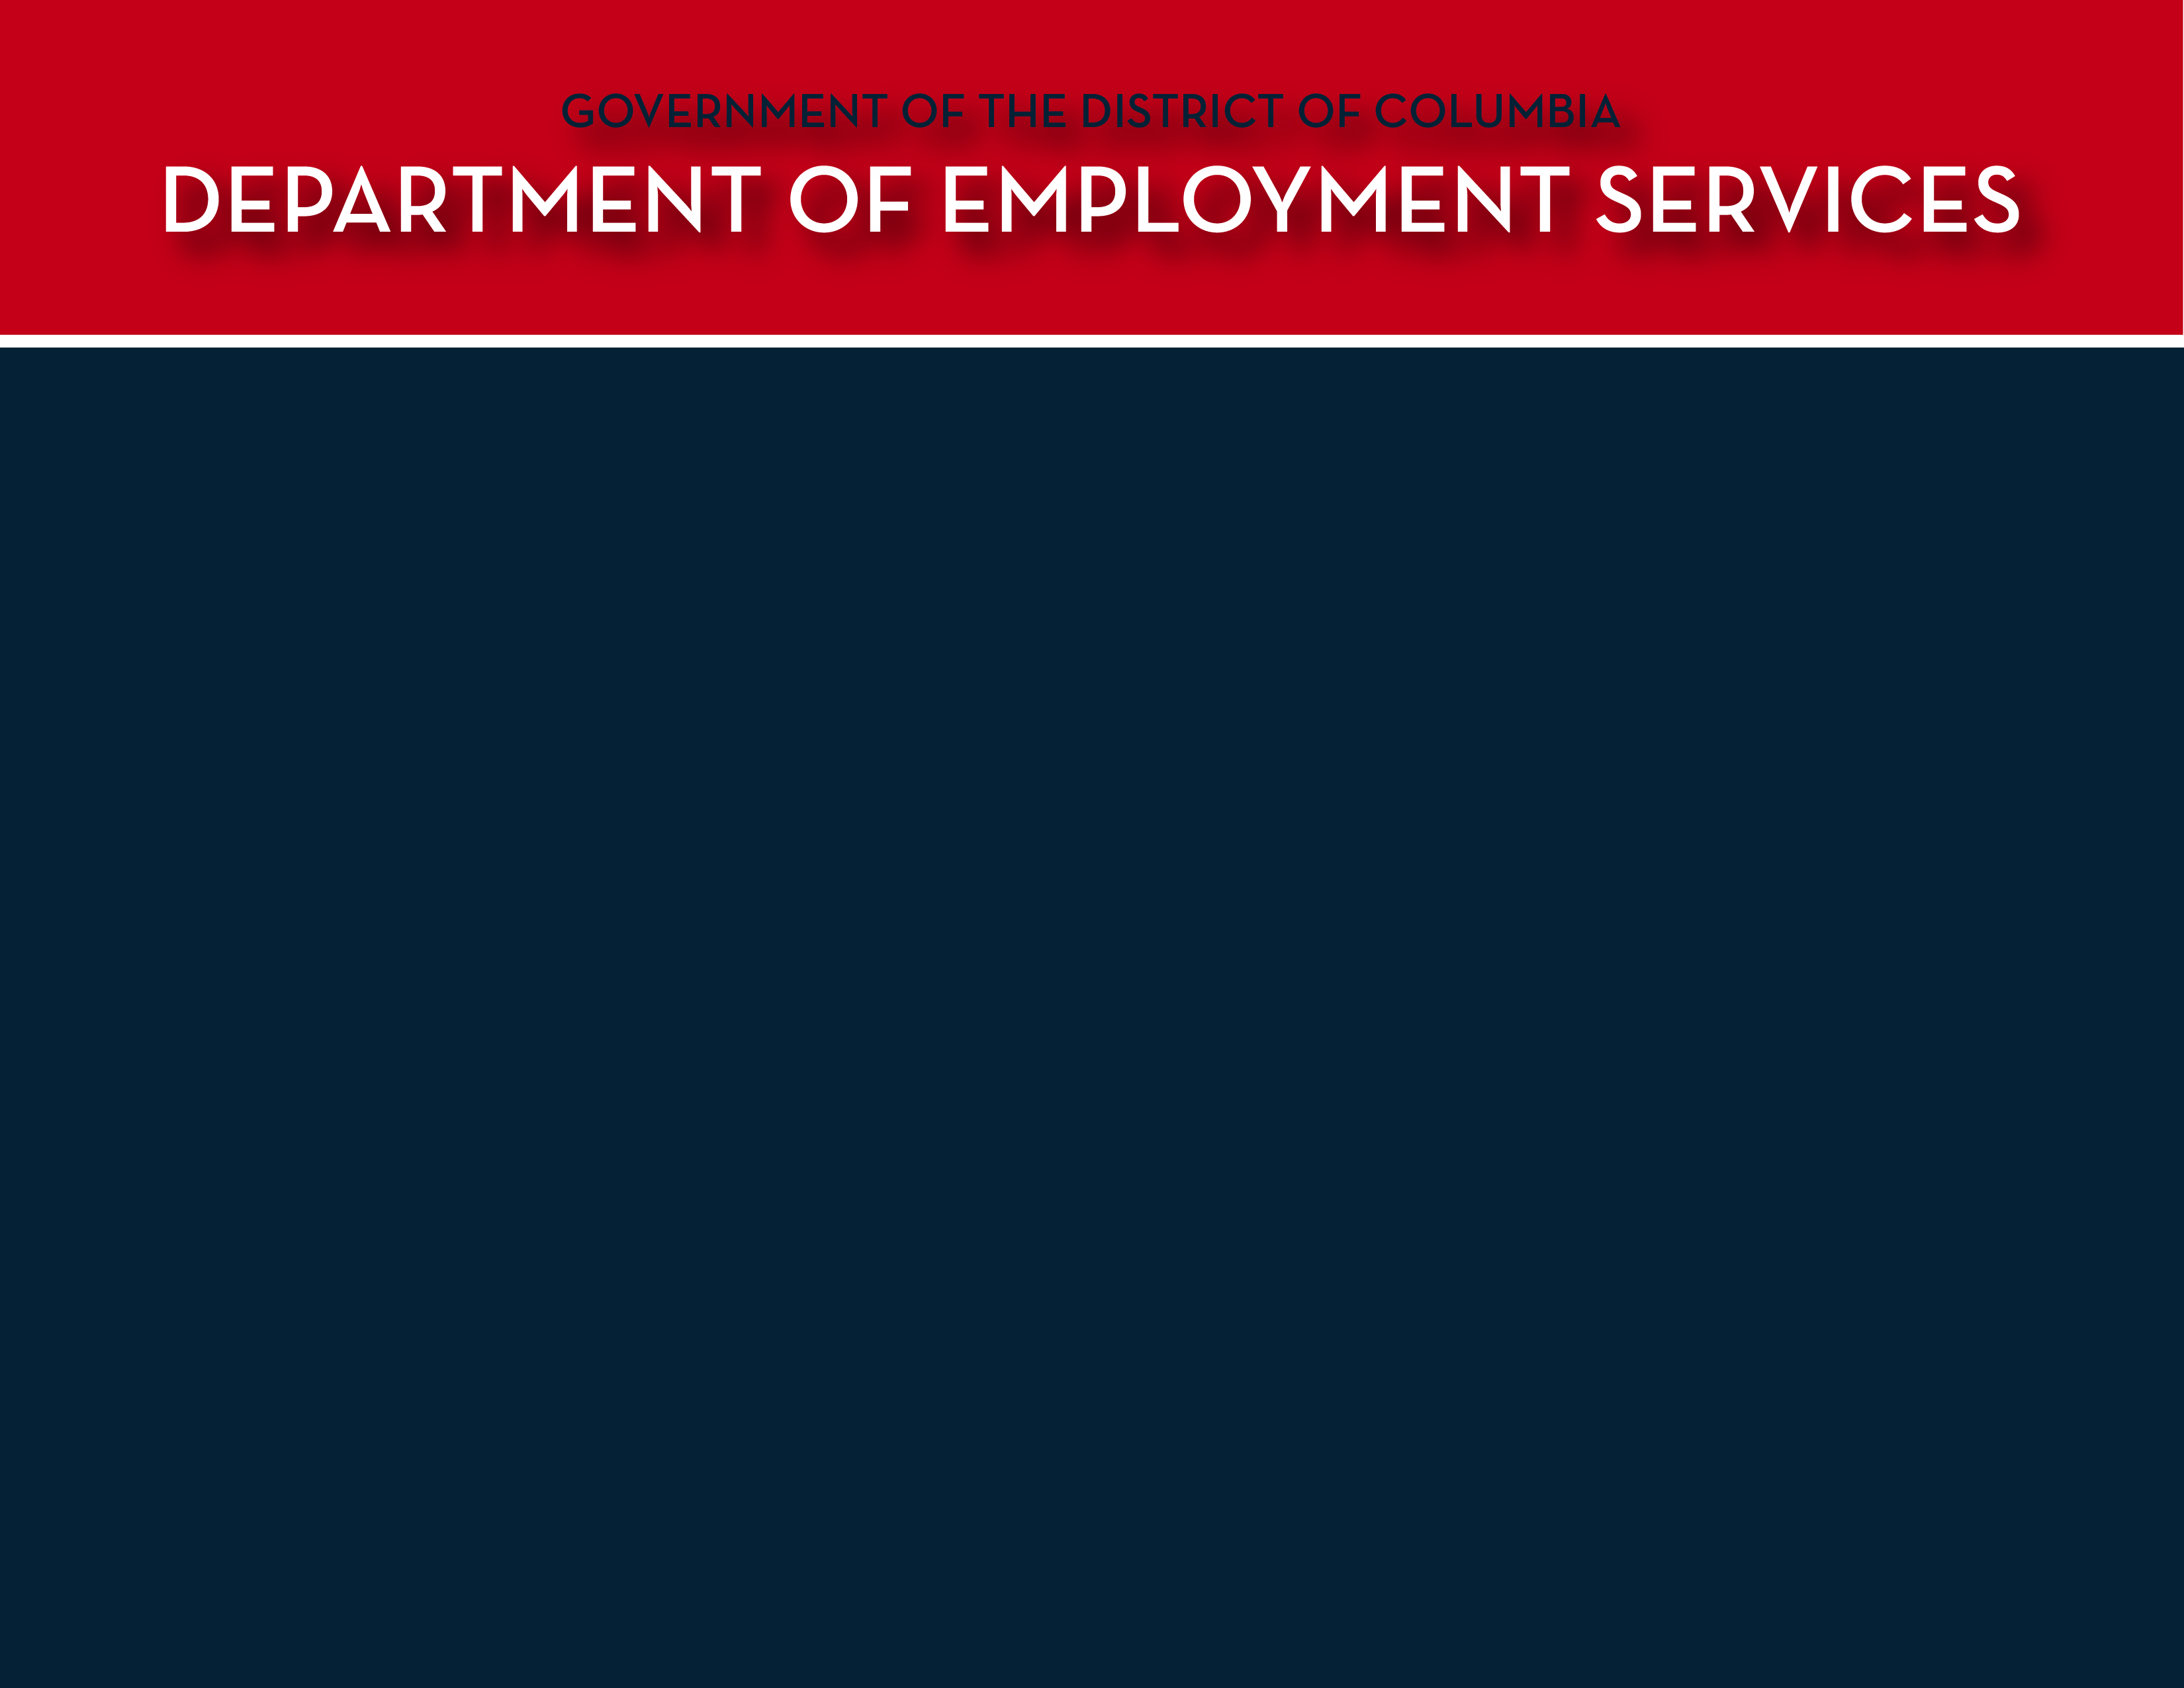 GOVERNMENT OF THE DISTRICT OF COLUMBIA
DEPARTMENT OF EMPLOYMENT SERVICES